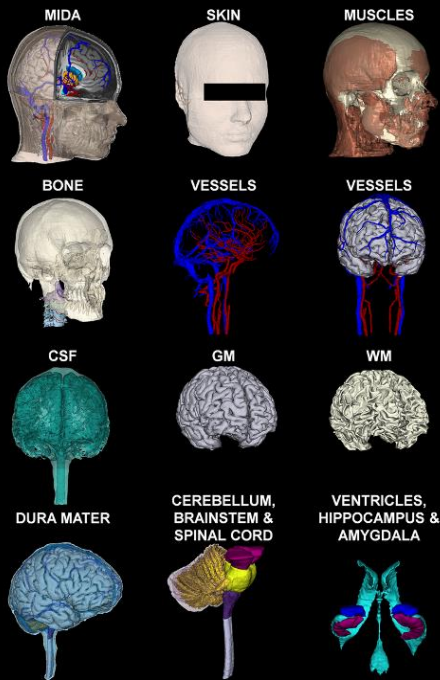 MIDA
SKIN
MUSCLES
BONE
VESSELS
VESSELS
CSF
GM
WM
DURA MATER
CEREBELLUM,
BRAINSTEM &
SPINAL CORD
VENTRICLES,
HIPPOCAMPUS &
AMYGDALA